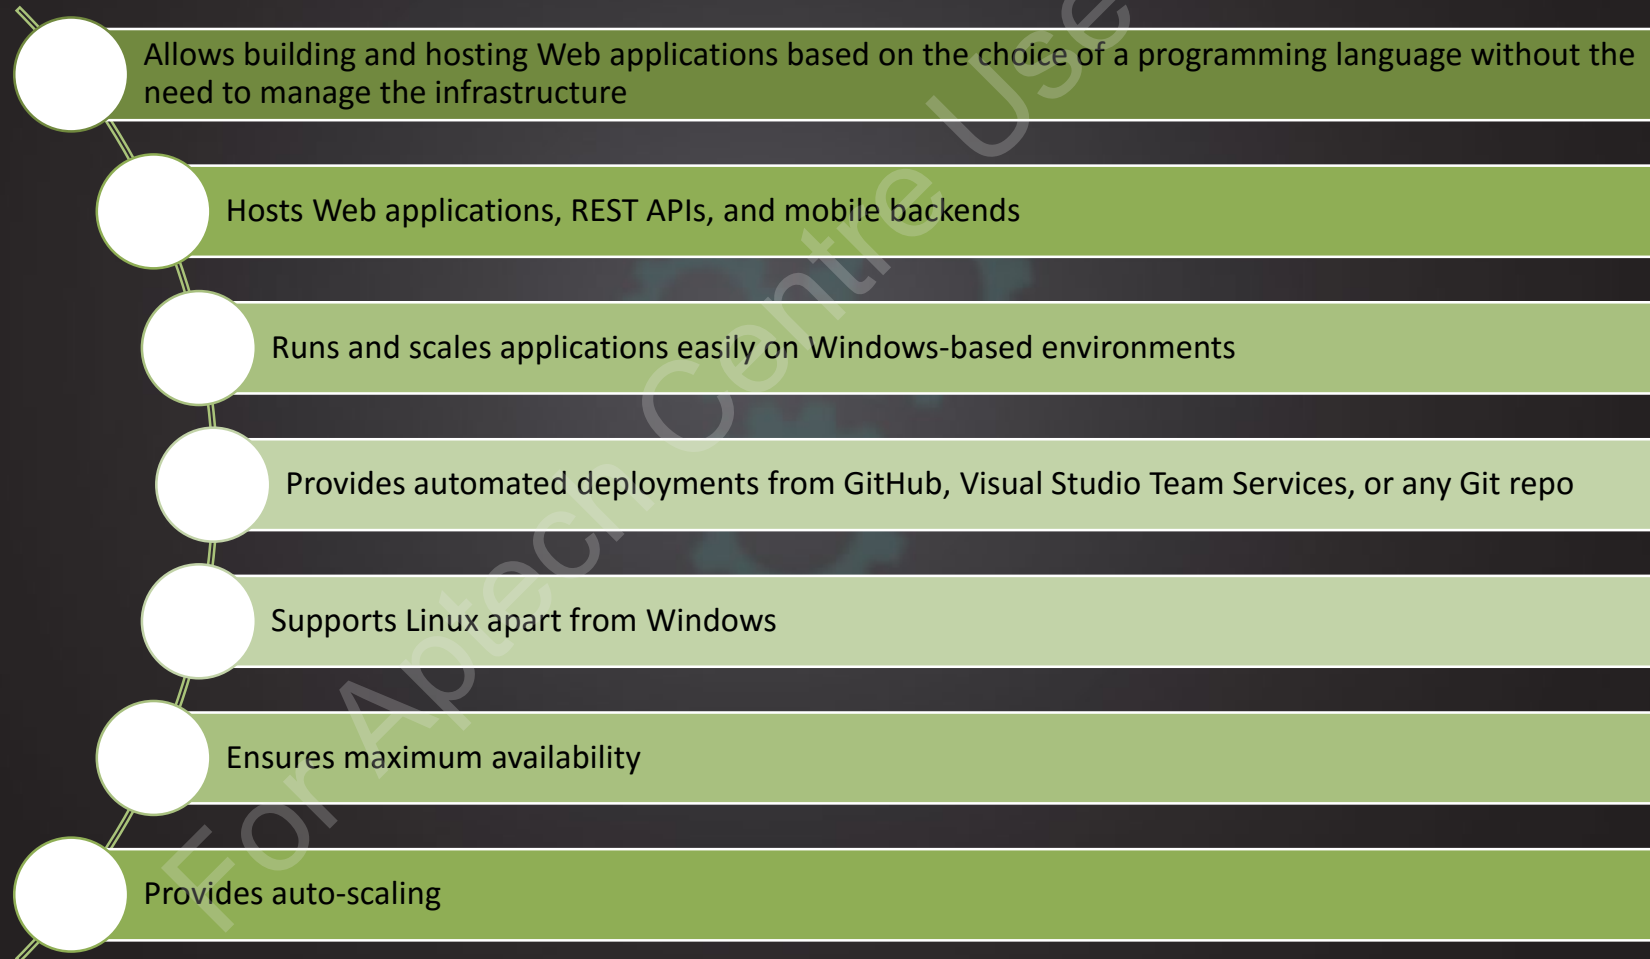 Allows building and hosting Web applications based on the choice of a programming language without the
need to manage the infrastructure
Hosts Web applications, REST APIs, and mobile backends
Runs and scales applications easily on Windows-based environments
Provides automated deployments from GitHub, Visual Studio Team Services, or any Git repo
Supports Linux apart from Windows
Ensures maximum availability
Provides auto-scaling
For Aptech Centre Use